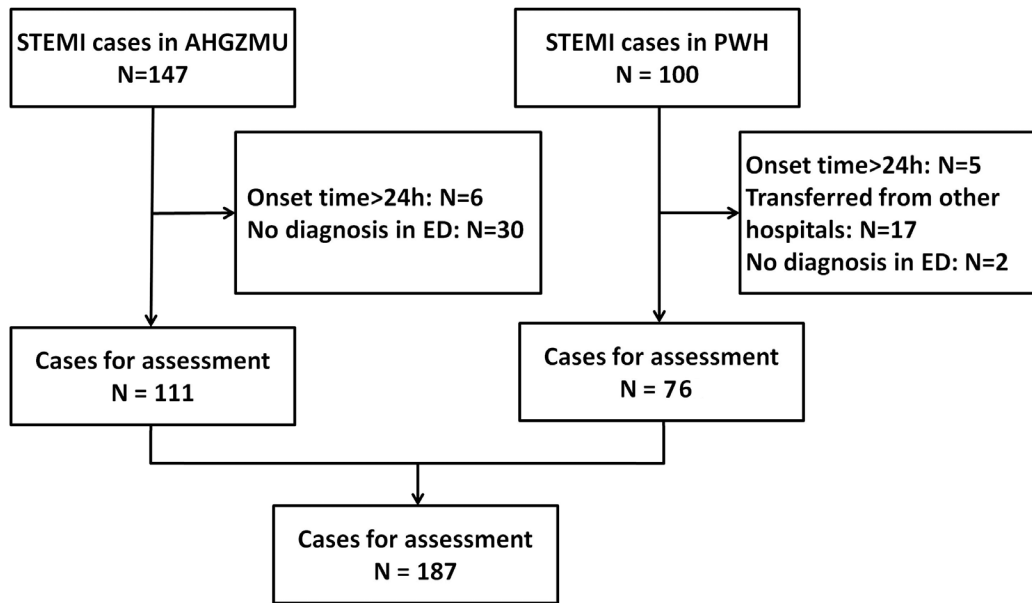 STEMI cases in AHGZMU
N=147
STEMI cases in PWH
N = 100
Onset time>24h: N=6
No diagnosis in ED: N=30
Onset time>24h: N=5
Transferred from other
hospitals: N=17
No diagnosis in ED: N=2
Cases for assessment
N = 111
Cases for assessment
N = 76
Cases for assessment
N = 187